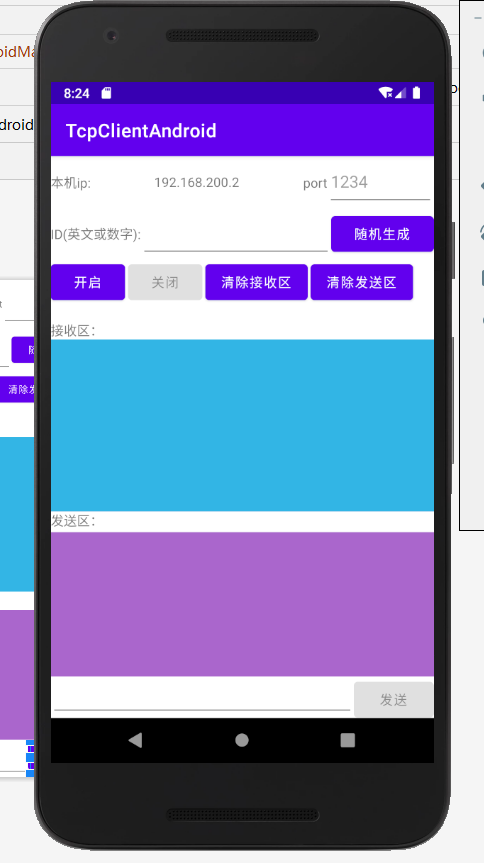 oidMa
droid
8:24
TcpClientAndroid
本机ip: 192.168.200.2 port 1234
ID(英文或数字): 随机生成
开启 关闭 清除接收区 清除发送区
接收区:
清除发
发送区:
发送